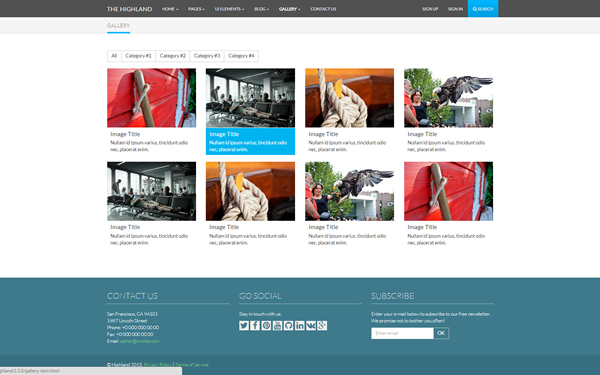 THE HIGHLAND HOME PAGES UI ELEMENTS BLOG GALLERY CONTACT US SIGN UP SIGN IN SEARCH
GALLERY
All Category #1 Category #2 Category #3 Category #4
Image Title Image Title Image Title Image Title
Nullam id ipsum varius, tincidunt odio Nullam id ipsum varius, tincidunt odio Nullam id ipsum varius, tincidunt odio Nullam id ipsum varius, tincidunt odio
nec, placerat enim. nec, placerat enim. nec, placerat enim. nec, placerat enim.
Image Title Image Title Image Title Image Title
Nullam id ipsum varius, tincidunt odio Nullam id ipsum varius, tincidunt odio Nullam id ipsum varius, tincidunt odio Nullam id ipsum varius, tincidunt odio
nec, placerat enim. nec, placerat enim. nec, placerat enim. nec, placerat enim.
CONTACT US
San Francisco, CA 94101
1987 Lincoln Street
Phone: +0 000 000 00 00
Fax: +0 000 000 00 00
Email: admin@mysite.com
GO SOCIAL
Stay in touch with us:
SUBSCRIBE
Enter your e-mail below to subscribe to our free newsletter.
We promise not to bother you often!
Enter email OK
© Highland 2013. Privacy Policy | Terms of Service
ghland/1.5.0/gallery-item.html